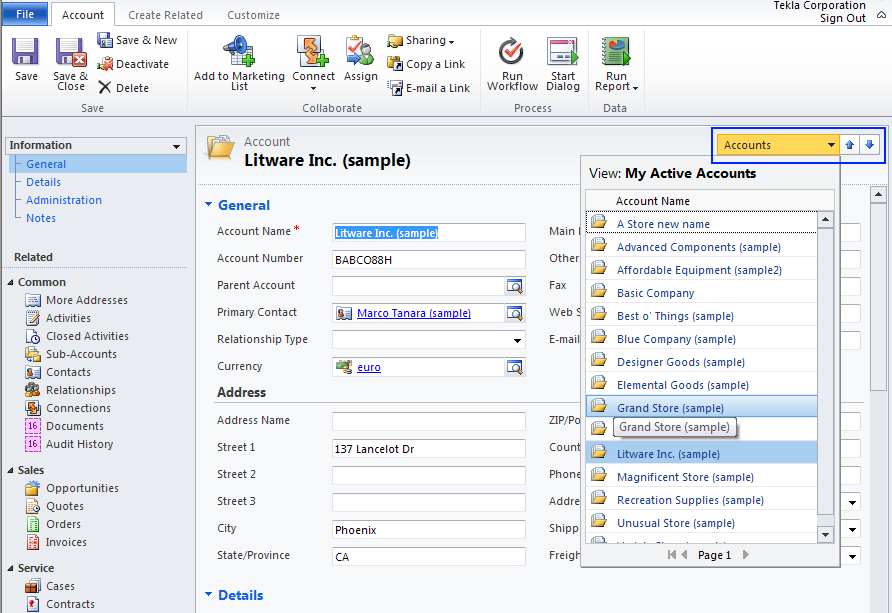 File
Account
Create Related
Customize
Tekla Corporation
Sign Out
Save
Save & Close
Save & New
Deactivate
Delete
Save
Add to Marketing List
Connect
Assign
Sharing
Copy a Link
E-mail a Link
Collaborate
Run Workflow
Start Dialog
Process
Run Report
Data
Information
General
Details
Administration
Notes
Related
Common
More Addresses
Activities
Closed Activities
Sub-Accounts
Contacts
Relationships
Connections
16 Documents
16 Audit History
Sales
Opportunities
Quotes
Orders
Invoices
Service
Cases
Contracts
Account
Litware Inc. (sample)
Accounts
General
Account Name * Litware Inc. (sample)
Account Number BABCO88H
Parent Account
Primary Contact Marco Tanara (sample)
Relationship Type
Currency euro
Address
Address Name
Street 1 137 Lancelot Dr
Street 2
Street 3
City Phoenix
State/Province CA
Details
Main
Other
Fax
Web S
E-mail
ZIP/Po
Count
Phone
Addre
Shipp
Freigh
View: My Active Accounts
Account Name
A Store new name
Advanced Components (sample)
Affordable Equipment (sample2)
Basic Company
Best o' Things (sample)
Blue Company (sample)
Designer Goods (sample)
Elemental Goods (sample)
Grand Store (sample)
Grand Store (sample)
Litware Inc. (sample)
Magnificent Store (sample)
Recreation Supplies (sample)
Unusual Store (sample)
Page 1